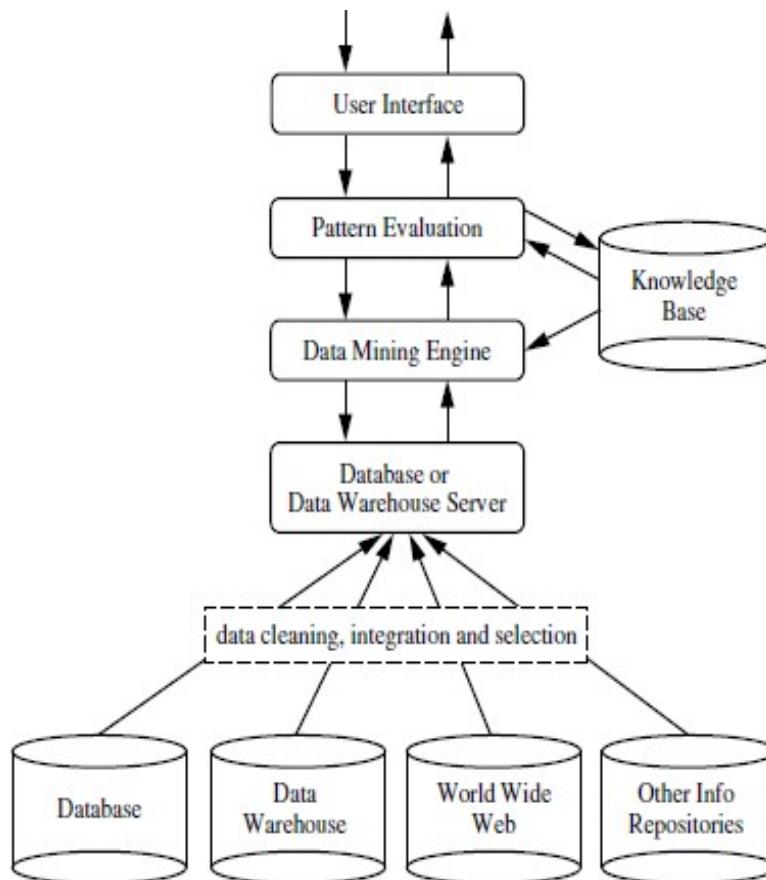 User Interface
Pattern Evaluation
Knowledge
Base
Data Mining Engine
Database or
Data Warehouse Server
data cleaning, integration and selection
Database
Data
Warehouse
World Wide
Web
Other Info
Repositories